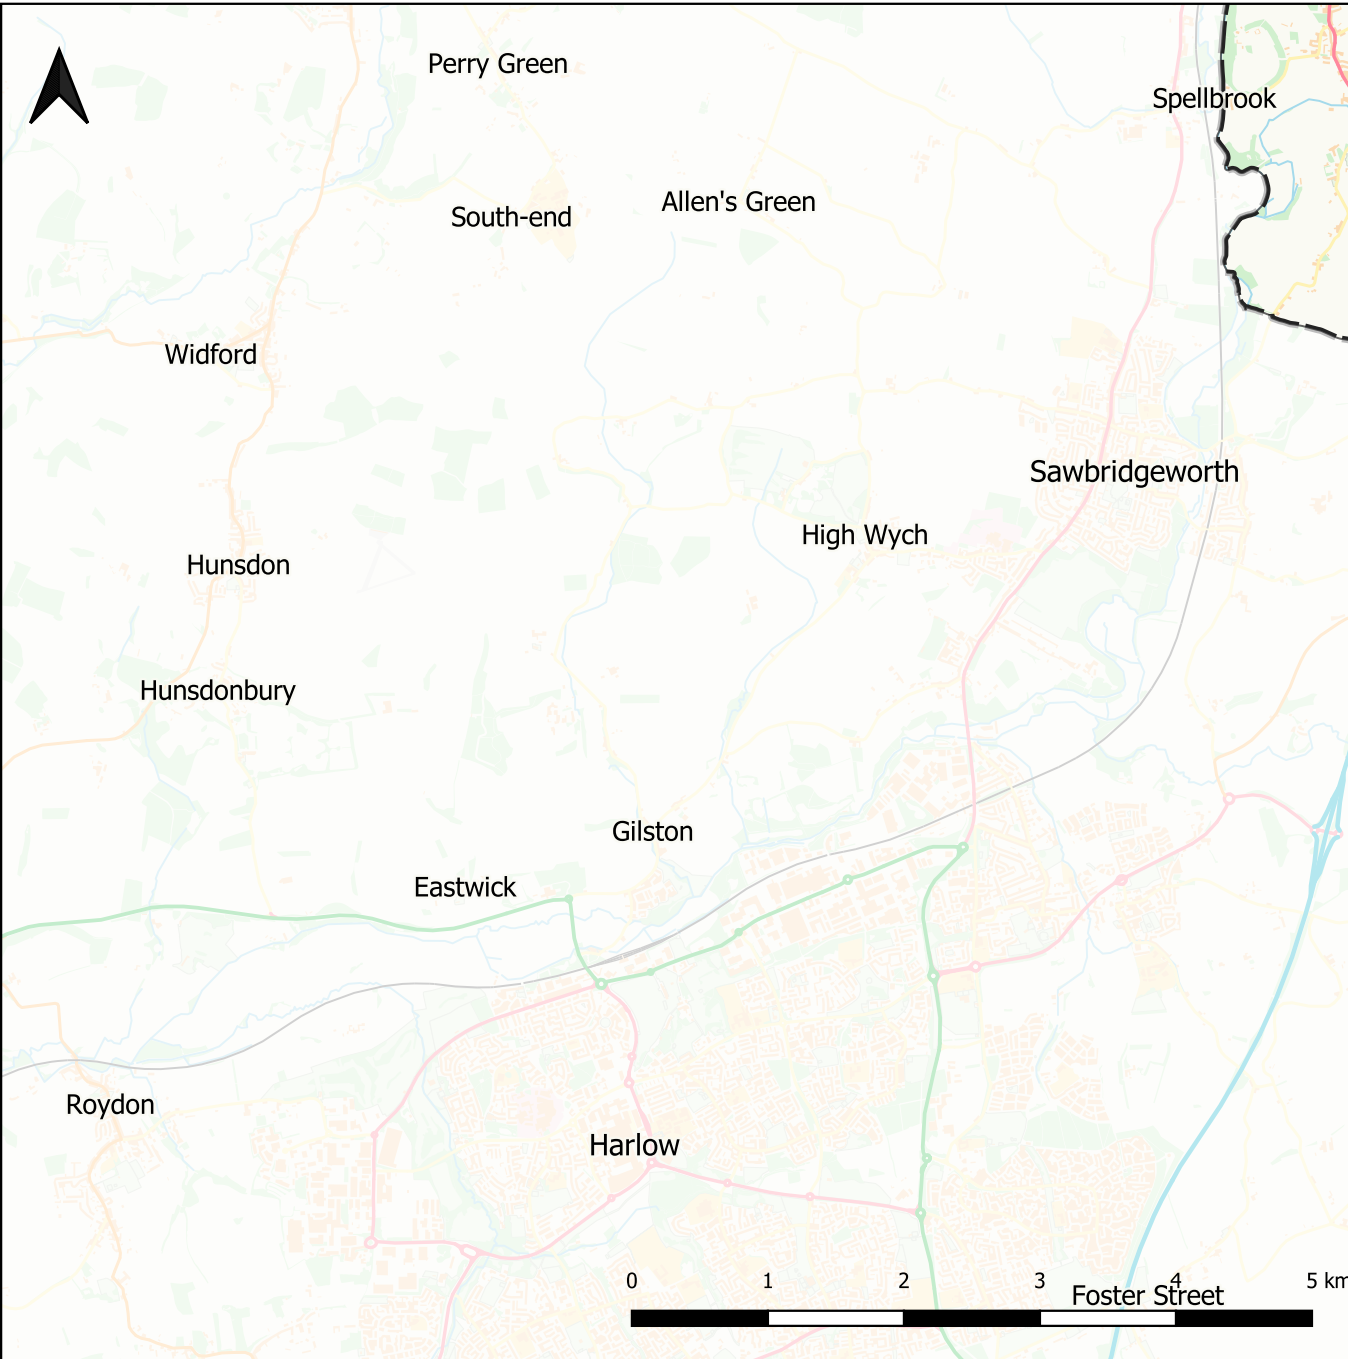 Perry Green
Spellbrook
Allen's Green
South-end
Widford
Sawbridgeworth
High Wych
Hunsdon
Hunsdonbury
Gilston
Eastwick
Roydon
Harlow
0 1 2 3 4 5 km
Foster Street